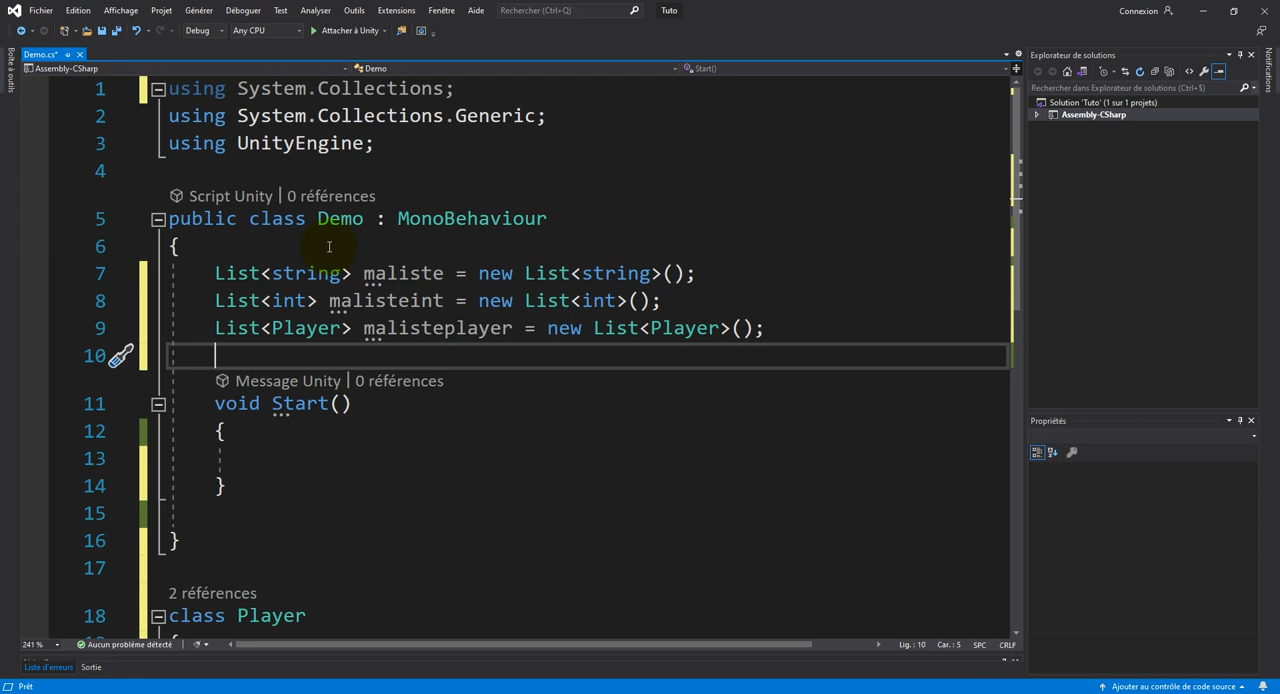 Fichier Edition Affichage Projet Générer Déboguer Test Analyser Outils Extensions Fenêtre Aide Rechercher (Ctrl+Q) Tuto Connexion
Debug Any CPU Attacher à Unity
Boîte à outils
Demo.cs*
Assembly-CSharp Demo Start()
1 using System.Collections;
2 using System.Collections.Generic;
3 using UnityEngine;
4
Script Unity | 0 références
5 public class Demo : MonoBehaviour
6 {
7 List<string> maliste = new List<string>();
8 List<int> malisteint = new List<int>();
9 List<Player> malisteplayer = new List<Player>();
10
Message Unity | 0 références
11 void Start()
12 {
13
14 }
15
16 }
17
2 références
18 class Player
241 % Aucun problème détecté Lig. : 10 Car. : 5 SPC CRLF
Liste d'erreurs Sortie
Prêt Ajouter au contrôle de code source
Explorateur de solutions
Rechercher dans Explorateur de solutions (Ctrl+$)
Solution 'Tuto' (1 sur 1 projets)
Assembly-CSharp
Propriétés
Notifications